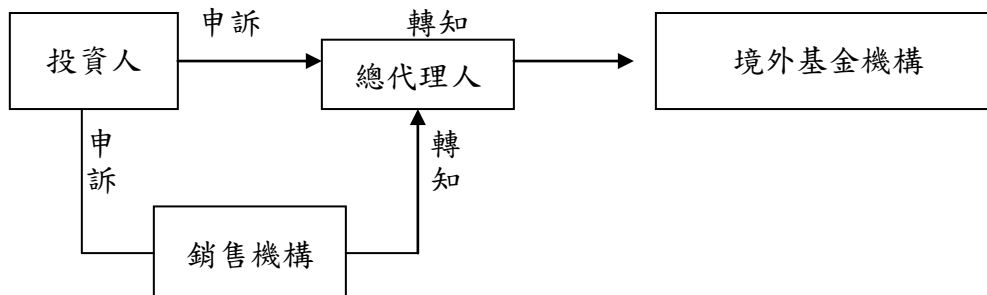 申訴
轉知
投資人
總代理人
境外基金機構
申訴
轉知
銷售機構